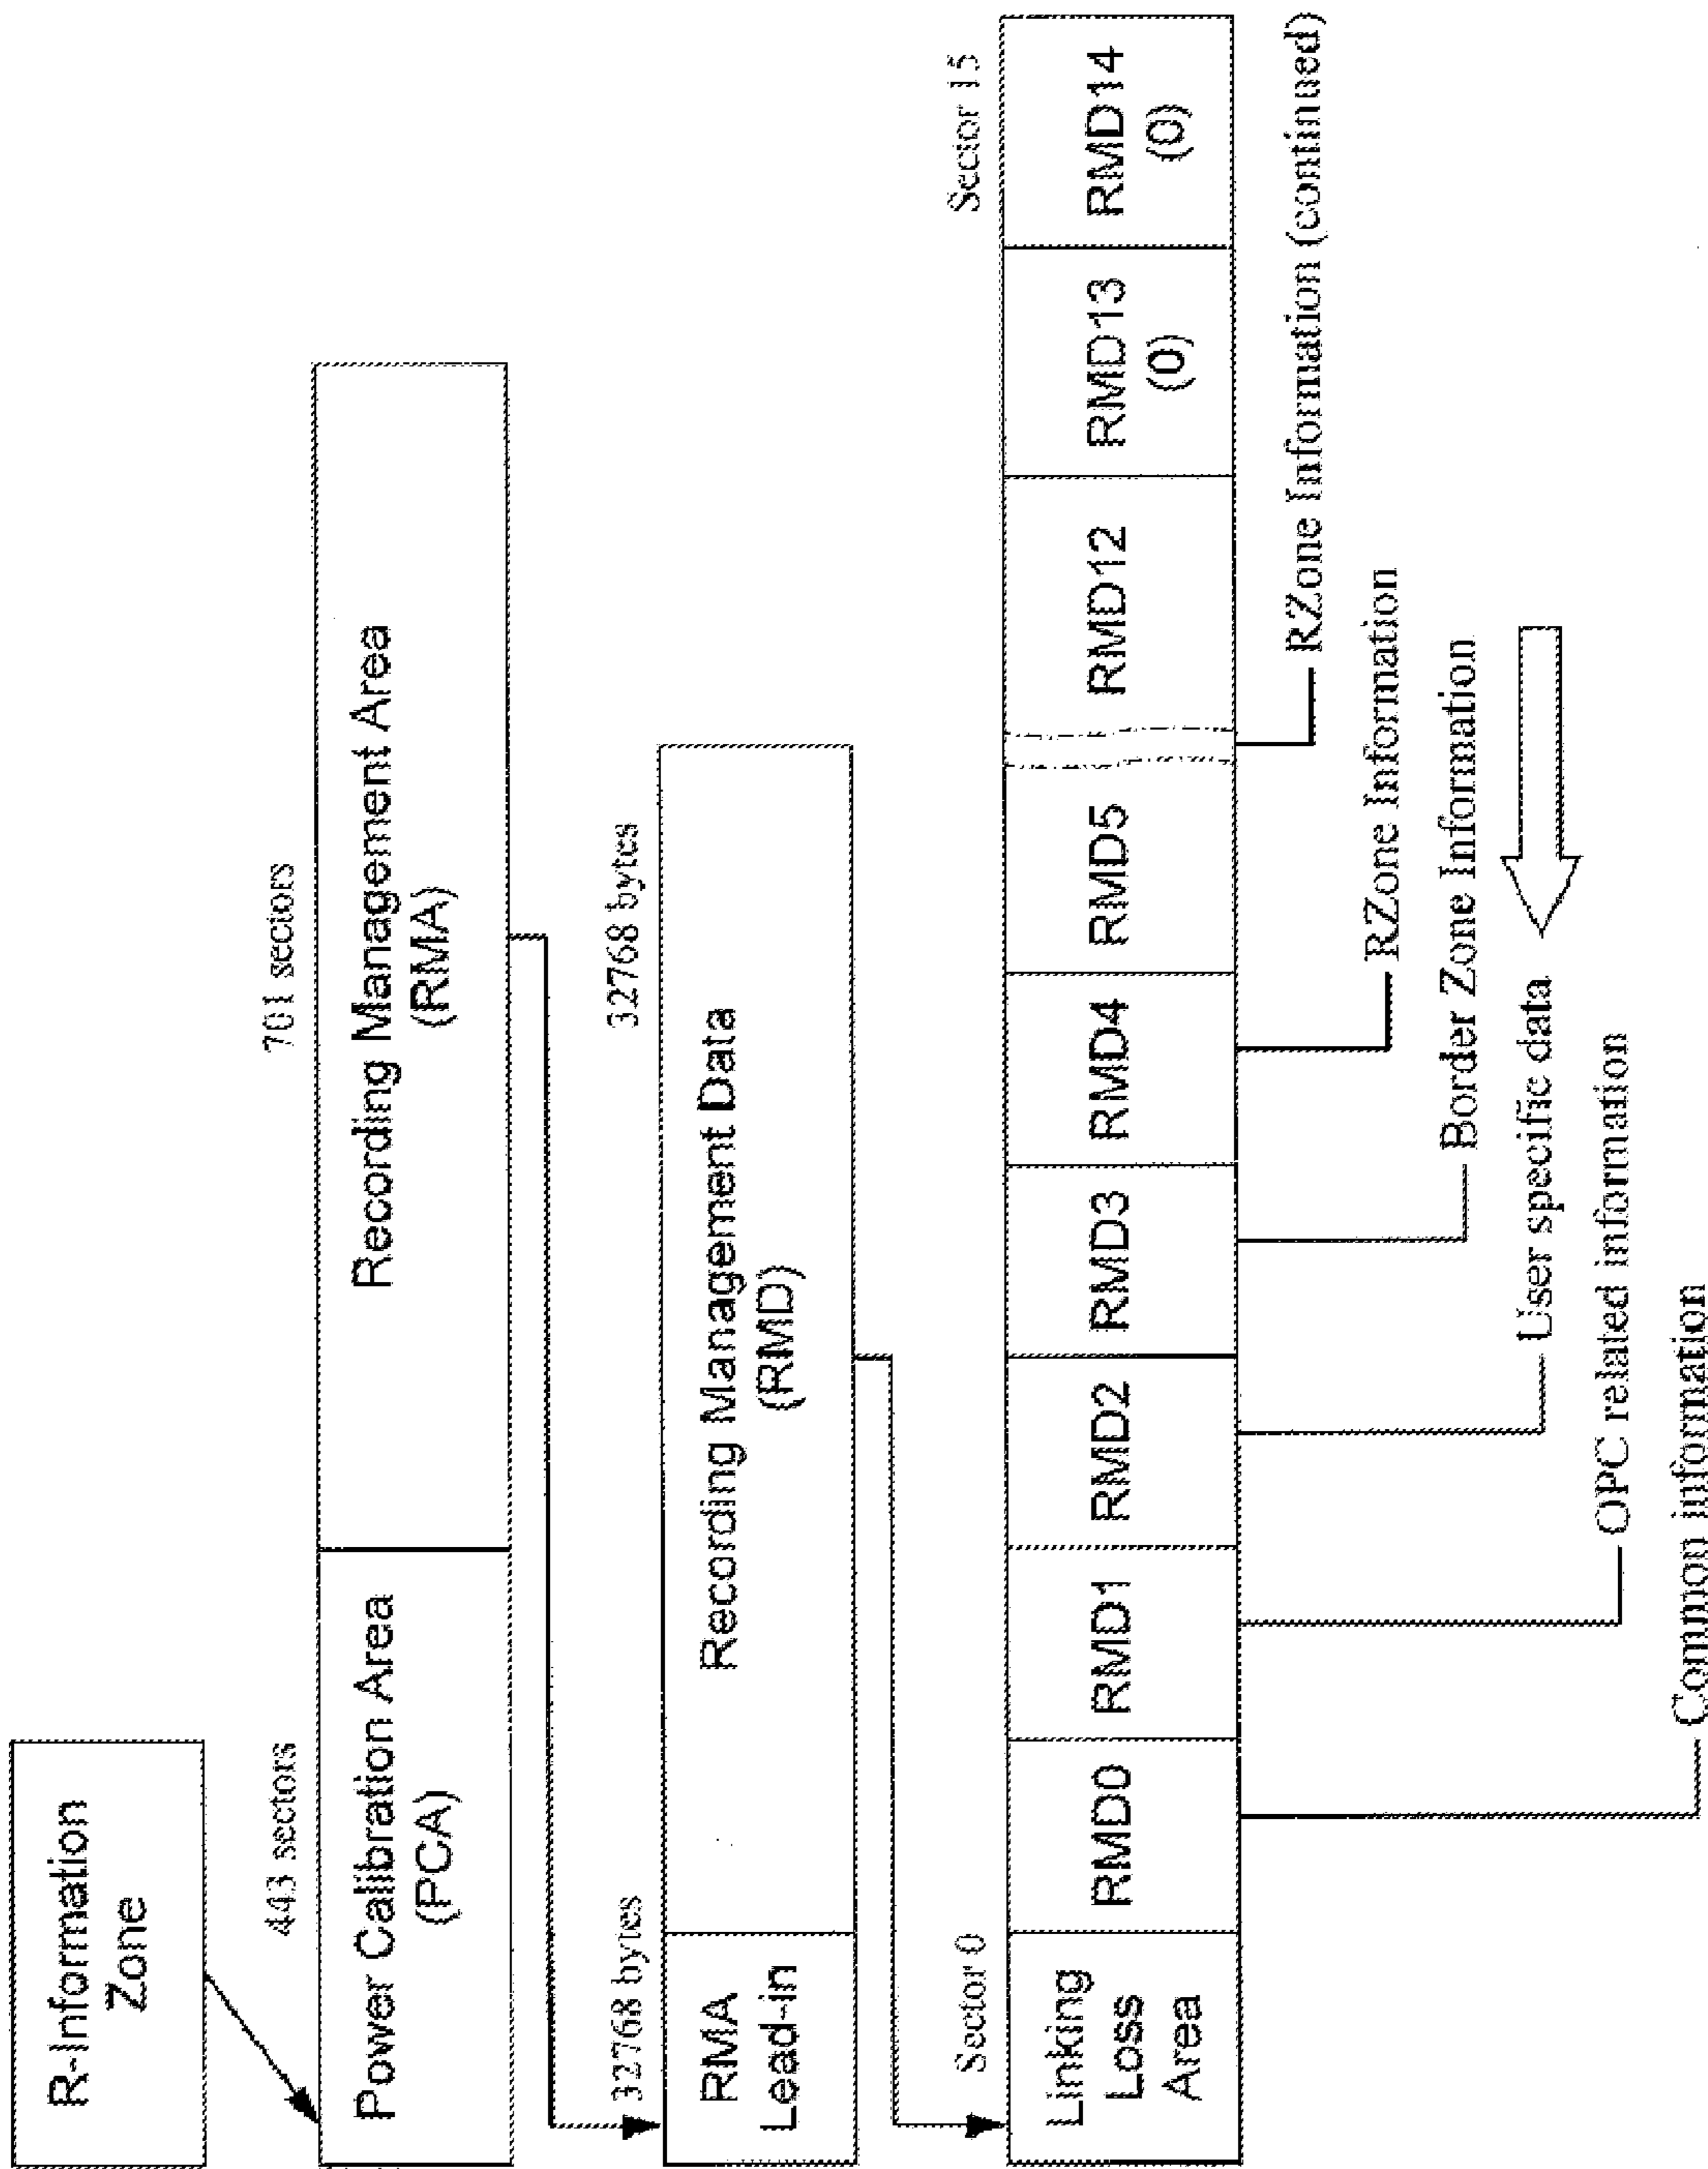 R-Information
Zone
443 sectors
701 sectors
Power Calibration Area
(PCA)
Recording Management Area
(RMA)
32768 bytes
32768 bytes
RMA
Lead-in
Recording Management Data
(RMD)
Sector 0
Sector 15
Linking
Loss
Area
RMD0
RMD1
RMD2
RMD3
RMD4
RMD5
RMD12
RMD13
(0)
RMD14
(0)
RZone Information (continued)
RZone Information
Border Zone Information
User specific data
OPC related information
Common information